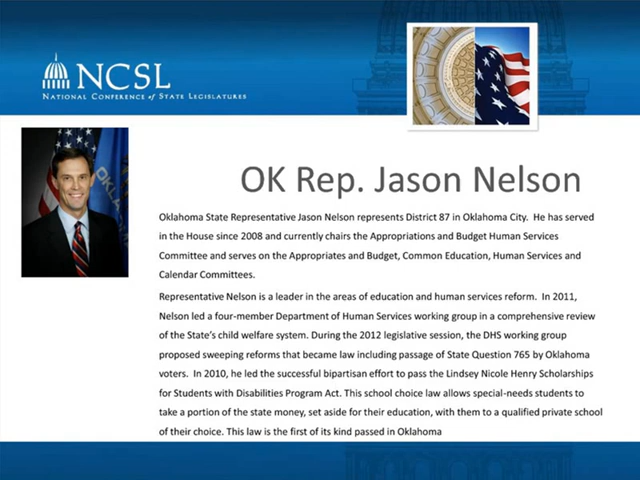 NCSL
NATIONAL CONFERENCE of STATE LEGISLATURES
OK Rep. Jason Nelson
Oklahoma State Representative Jason Nelson represents District 87 in Oklahoma City.  He has served
in the House since 2008 and currently chairs the Appropriations and Budget Human Services
Committee and serves on the Appropriates and Budget, Common Education, Human Services and
Calendar Committees.
Representative Nelson is a leader in the areas of education and human services reform.  In 2011,
Nelson led a four-member Department of Human Services working group in a comprehensive review
of the State's child welfare system. During the 2012 legislative session, the DHS working group
proposed sweeping reforms that became law including passage of State Question 765 by Oklahoma
voters.  In 2010, he led the successful bipartisan effort to pass the Lindsey Nicole Henry Scholarships
for Students with Disabilities Program Act. This school choice law allows special-needs students to
take a portion of the state money, set aside for their education, with them to a qualified private school
of their choice. This law is the first of its kind passed in Oklahoma